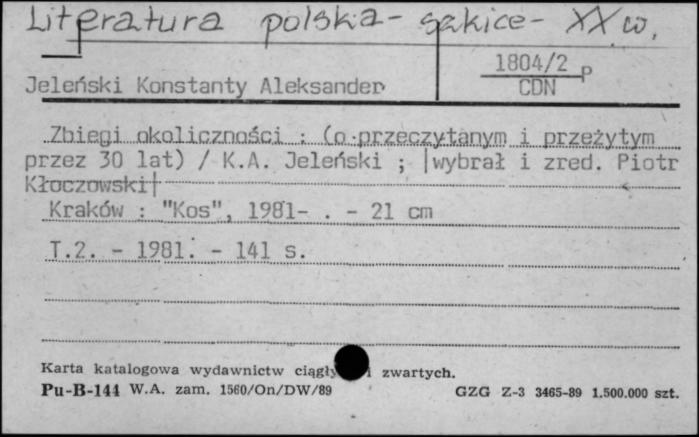 Literatura polska - szkice - XX w.
1804/2 P
Jeleński Konstanty Aleksander CDN
Zbiegi okoliczności : (o przeczytanym i przeżytym
przez 30 lat) / K.A. Jeleński ; |wybrał i zred. Piotr
Kłoczowski|
Kraków : "Kos", 1981- . - 21 cm
T.2. - 1981. - 141 s.
Karta katalogowa wydawnictw i zwartych.
Pu-B-144 W.A. zam. 1560/On/DW/89 GZG Z-3 3465-89 1.500.000 szt.